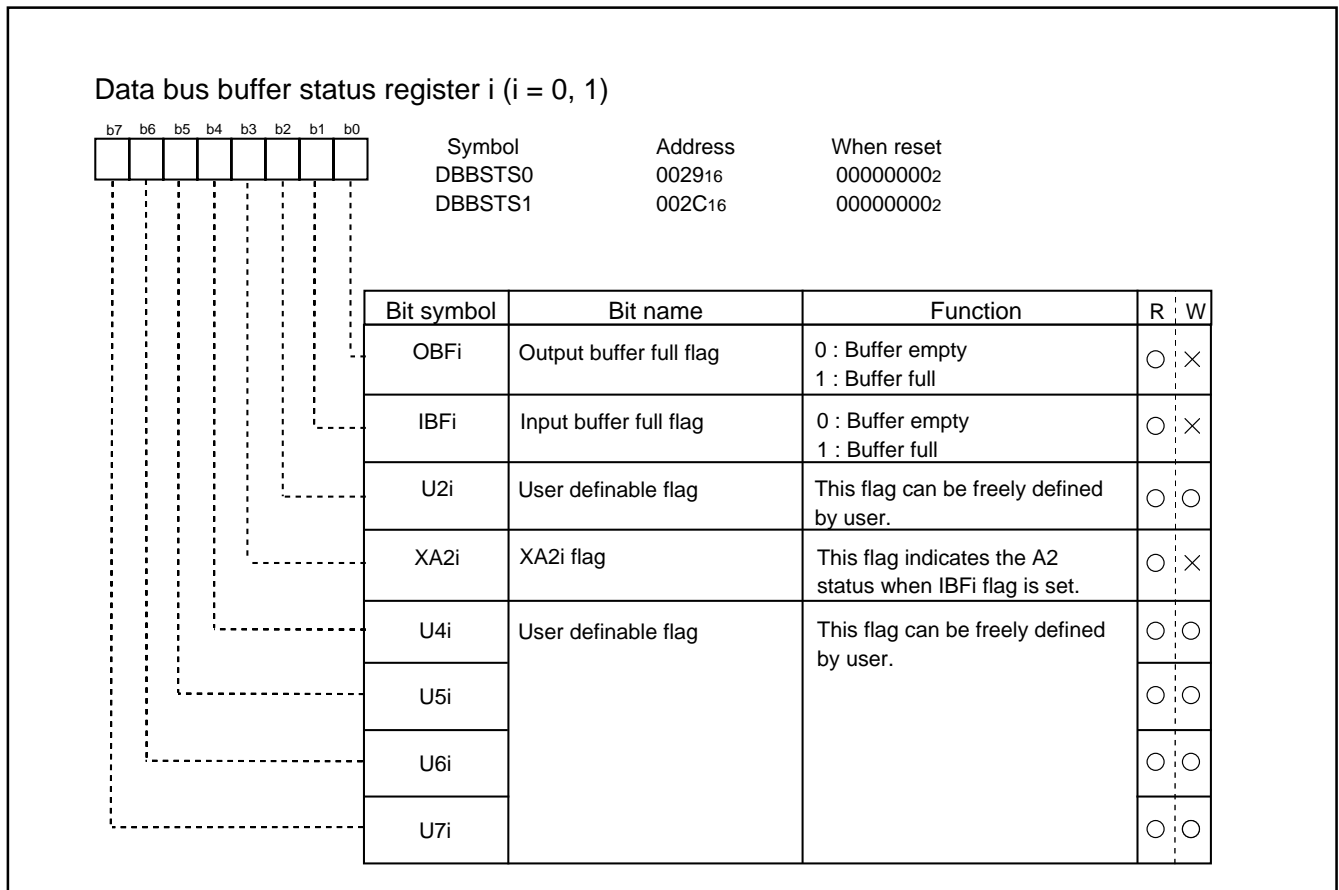 Data bus buffer status register i (i = 0, 1)
b7 b6 b5 b4 b3 b2 b1 b0
Symbol Address When reset
DBBSTS0 002916 000000002
DBBSTS1 002C16 000000002
Bit symbol Bit name Function R W
OBFi Output buffer full flag 0 : Buffer empty
1 : Buffer full
○ ×
IBFi Input buffer full flag 0 : Buffer empty
1 : Buffer full
○ ×
U2i User definable flag This flag can be freely defined
by user.
○ ○
XA2i XA2i flag This flag indicates the A2
status when IBFi flag is set.
○ ×
U4i User definable flag This flag can be freely defined
by user.
○ ○
U5i ○ ○
U6i ○ ○
U7i ○ ○